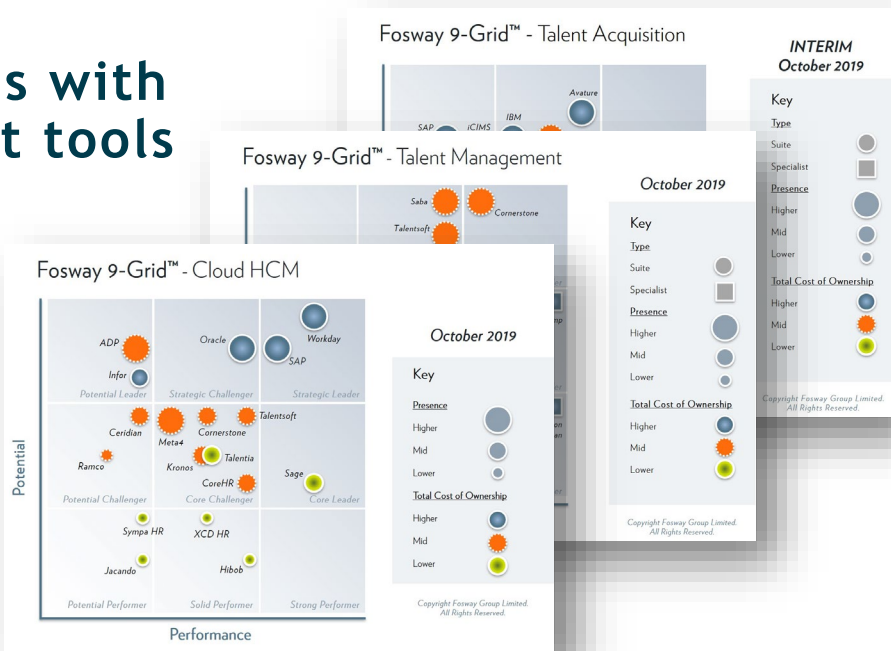 s with
t tools
Fosway 9-Grid™ - Talent Acquisition
INTERIM
October 2019
Key
Type
Suite
Specialist
Presence
Higher
Mid
Lower
Total Cost of Ownership
Higher
Mid
Lower
Copyright Fosway Group Limited.
All Rights Reserved.
Avature
IBM
SAP
iCIMS
Fosway 9-Grid™ - Talent Management
October 2019
Key
Type
Suite
Specialist
Presence
Higher
Mid
Lower
Total Cost of Ownership
Higher
Mid
Lower
Copyright Fosway Group Limited.
All Rights Reserved.
Saba
Cornerstone
Talentsoft
Fosway 9-Grid™ - Cloud HCM
October 2019
Key
Presence
Higher
Mid
Lower
Total Cost of Ownership
Higher
Mid
Lower
Copyright Fosway Group Limited.
All Rights Reserved.
Potential
ADP
Oracle
Workday
SAP
Infor
Potential Leader
Strategic Challenger
Strategic Leader
Ceridian
Meta4
Cornerstone
Talentsoft
Ramco
Kronos
Talentia
CoreHR
Sage
Potential Challenger
Core Challenger
Core Leader
Sympa HR
XCD HR
Jacando
Hibob
Potential Performer
Solid Performer
Strong Performer
Performance